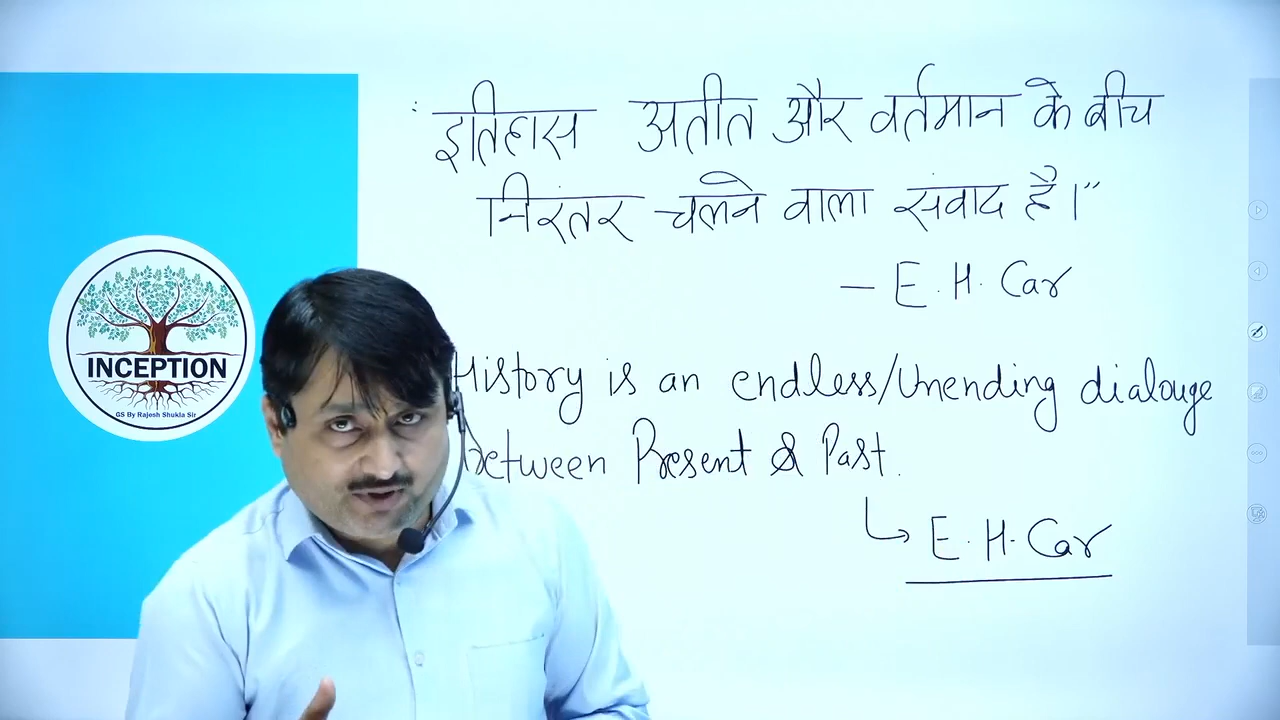 INCEPTION
GS By Rajesh Shukla Sir
"इतिहास अतीत और वर्तमान के बीच
निरंतर चलने वाला संवाद है।"
— E. H. Car
History is an endless/Unending dialouge
between Present & Past.
↳ E. H. Car